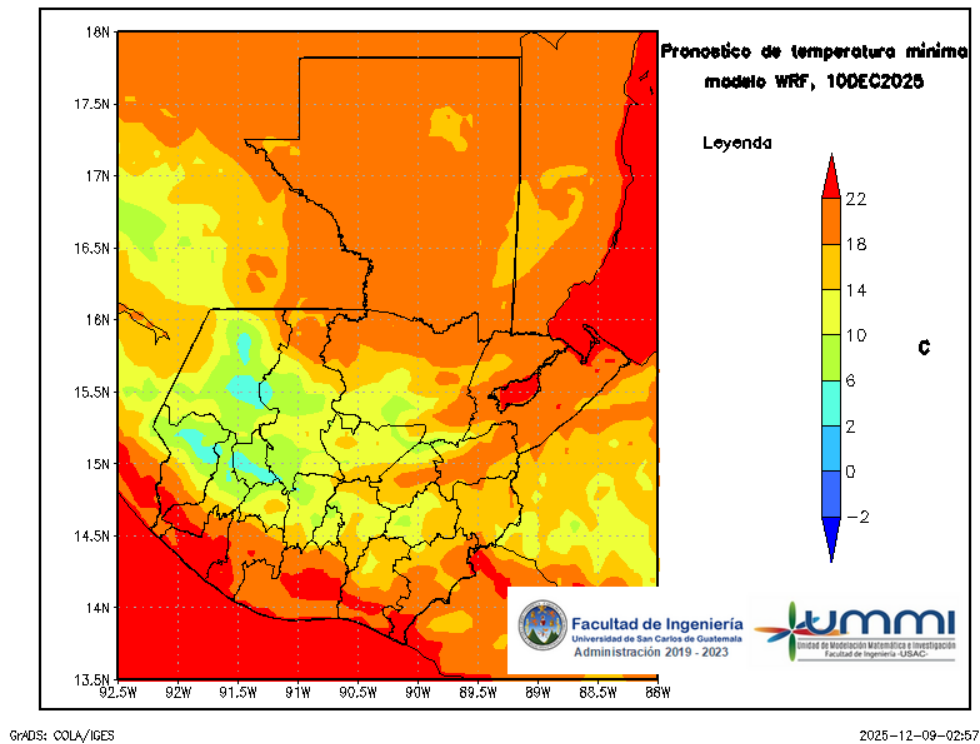 Pronostico de temperatura minima
modelo WRF, 10DEC2025
Leyenda
22
18
14
10
6
2
0
-2
C
18N
17.5N
17N
16.5N
16N
15.5N
15N
14.5N
14N
13.5N
92.5W
92W
91.5W
91W
90.5W
90W
89.5W
89W
88.5W
88W
Facultad de Ingeniería
Universidad de San Carlos de Guatemala
Administración 2019 - 2023
ummi
Unidad de Modelación Matemática e Investigación
Facultad de Ingeniería -USAC-
GrADS: COLA/IGES
2025-12-09-02:57